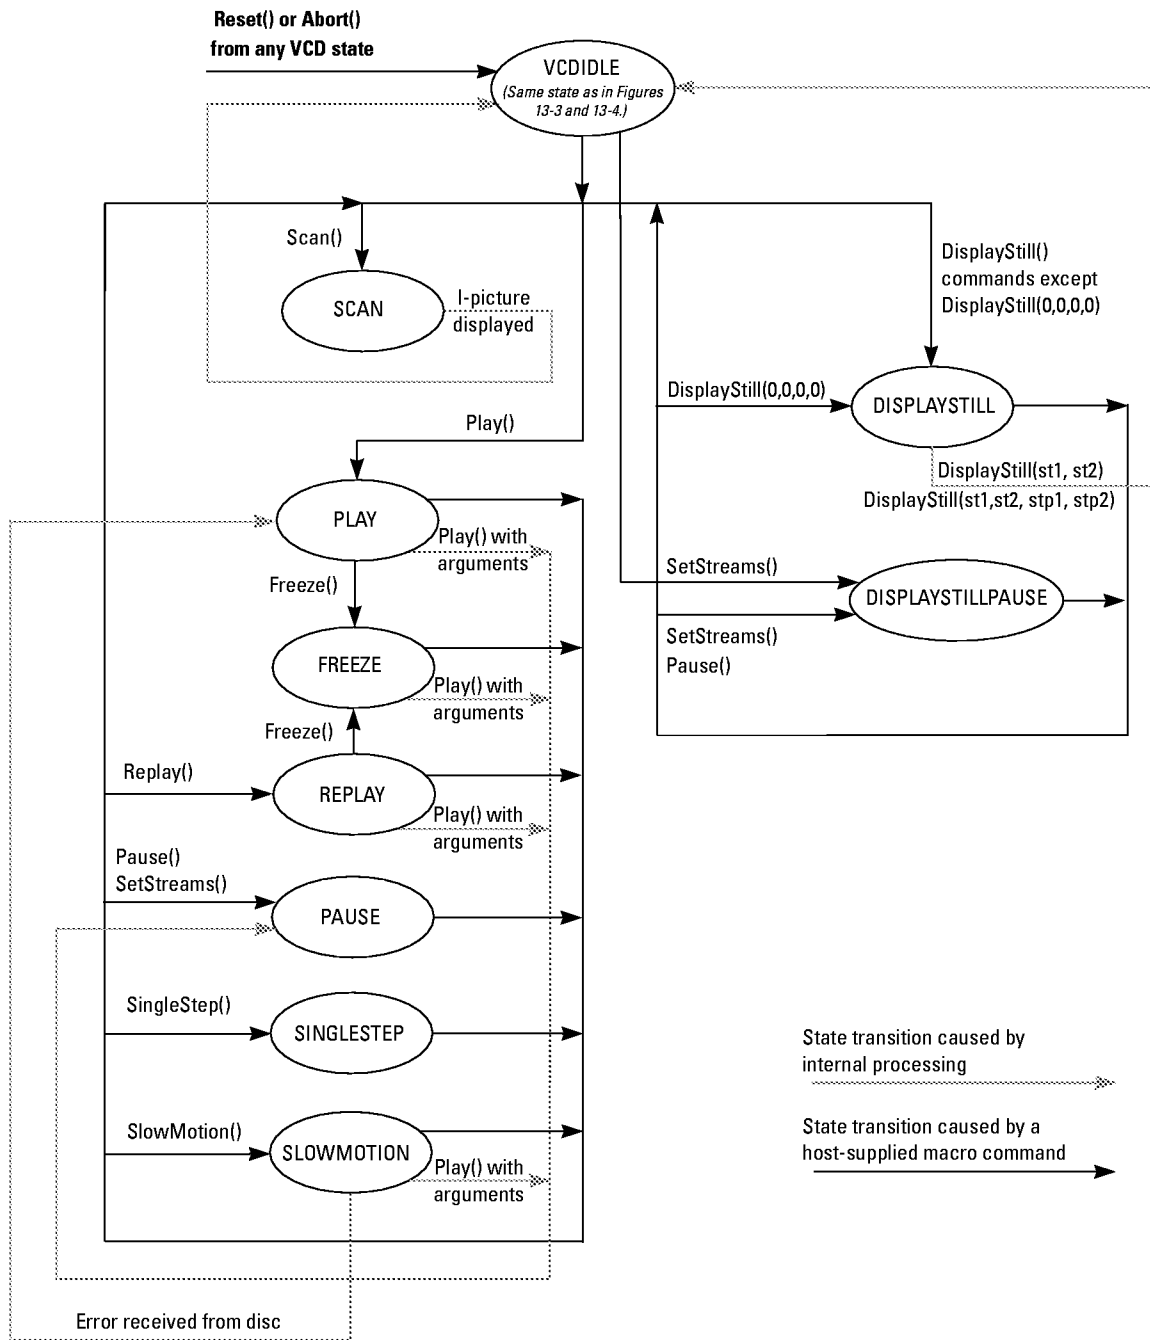 Reset() or Abort()
from any VCD state
VCDIDLE
(Same state as in Figures
13-3 and 13-4.)
Scan()
SCAN
I-picture
displayed
DisplayStill()
commands except
DisplayStill(0,0,0,0)
DisplayStill(0,0,0,0)
DISPLAYSTILL
Play()
DisplayStill(st1, st2)
DisplayStill(st1,st2, stp1, stp2)
PLAY
Play() with
arguments
Freeze()
SetStreams()
DISPLAYSTILLPAUSE
SetStreams()
Pause()
FREEZE
Play() with
arguments
Freeze()
Replay()
REPLAY
Play() with
arguments
Pause()
SetStreams()
PAUSE
SingleStep()
SINGLESTEP
State transition caused by
internal processing
SlowMotion()
SLOWMOTION
Play() with
arguments
State transition caused by a
host-supplied macro command
Error received from disc